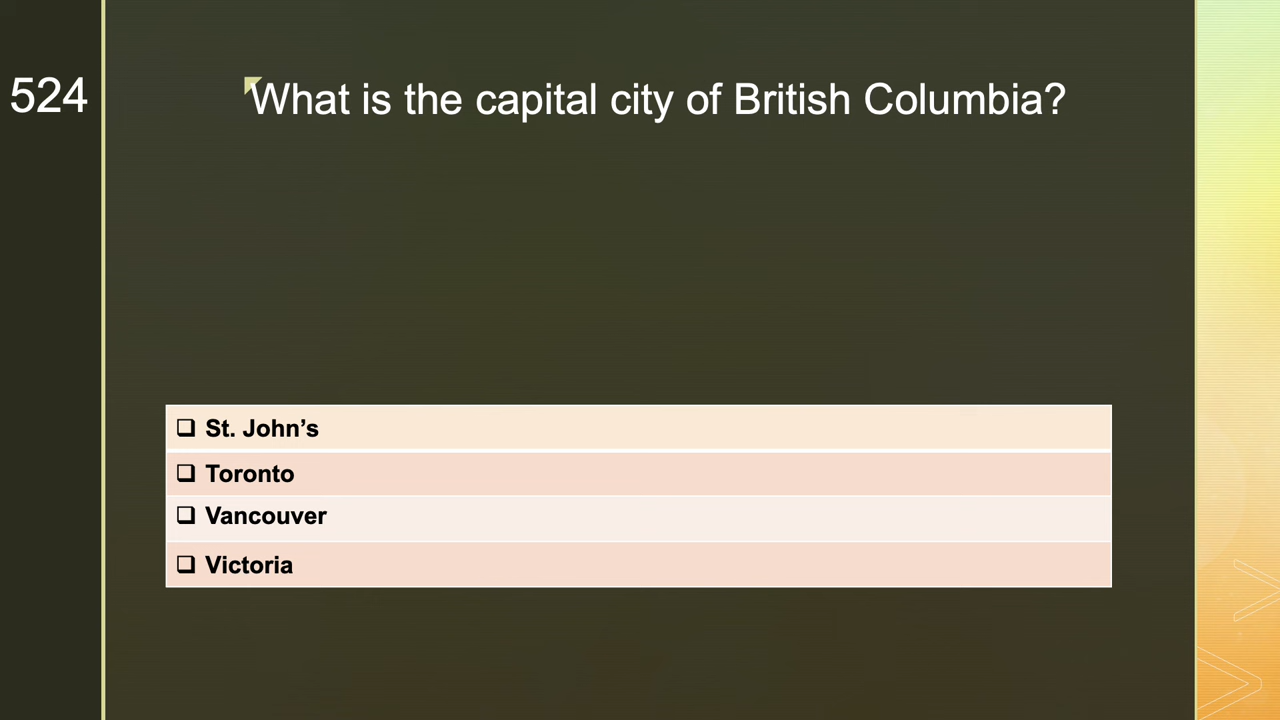 524
What is the capital city of British Columbia?
❑ St. John’s
❑ Toronto
❑ Vancouver
❑ Victoria